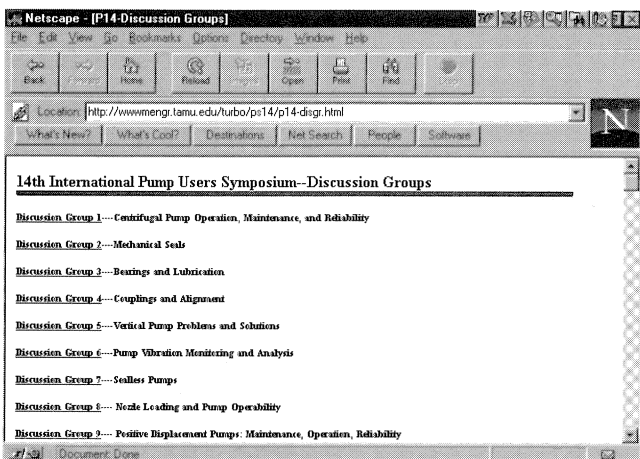 Netscape - [P14-Discussion Groups]
File Edit View Go Bookmarks Options Directory Window Help
Back Forward Home Reload Images Open Print Find Stop
Location: http://wwwmengr.tamu.edu/turbo/ps14/p14-disgr.html
N
What's New? What's Cool? Destinations Net Search People Software
14th International Pump Users Symposium--Discussion Groups
Discussion Group 1----Centrifugal Pump Operation, Maintenance, and Reliability
Discussion Group 2----Mechanical Seals
Discussion Group 3----Bearings and Lubrication
Discussion Group 4----Couplings and Alignment
Discussion Group 5----Vertical Pump Problems and Solutions
Discussion Group 6----Pump Vibration Monitoring and Analysis
Discussion Group 7----Sealless Pumps
Discussion Group 8---- Nozzle Loading and Pump Operability
Discussion Group 9---- Positive Displacement Pumps: Maintenance, Operation, Reliability
Document: Done